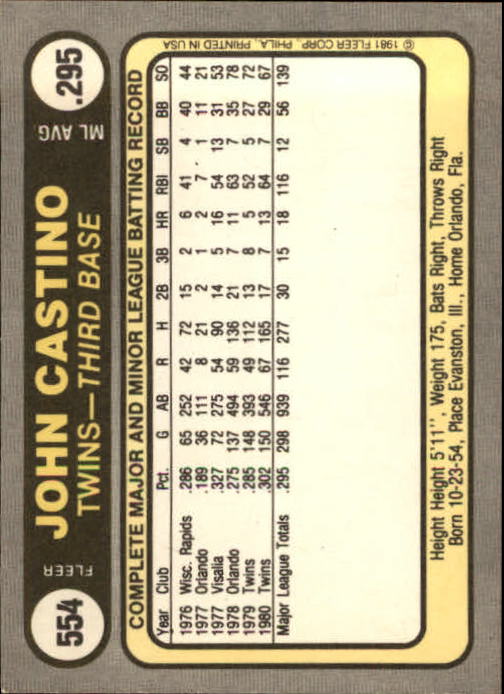 554
FLEER
JOHN CASTINO
TWINS—THIRD BASE
ML AVG
.295
COMPLETE MAJOR AND MINOR LEAGUE BATTING RECORD
Year Club Pct. G AB R H 2B 3B HR RBI SB BB SO
1976 Wisc. Rapids .286 65 252 42 72 15 2 6 41 4 40 44
1977 Orlando .189 36 111 8 21 2 1 2 7 1 11 21
1977 Visalia .327 72 275 54 90 14 5 16 54 13 31 53
1978 Orlando .275 137 494 59 136 21 7 11 63 7 35 78
1979 Twins .285 148 393 49 112 13 8 5 52 5 27 72
1980 Twins .302 150 546 67 165 17 7 13 64 7 29 67
Major League Totals .295 298 939 116 277 30 15 18 116 12 56 139
Height Height 5'11", Weight 175, Bats Right, Throws Right
Born 10-23-54, Place Evanston, Ill., Home Orlando, Fla.
© 1981 FLEER CORP., PHILA., PRINTED IN USA